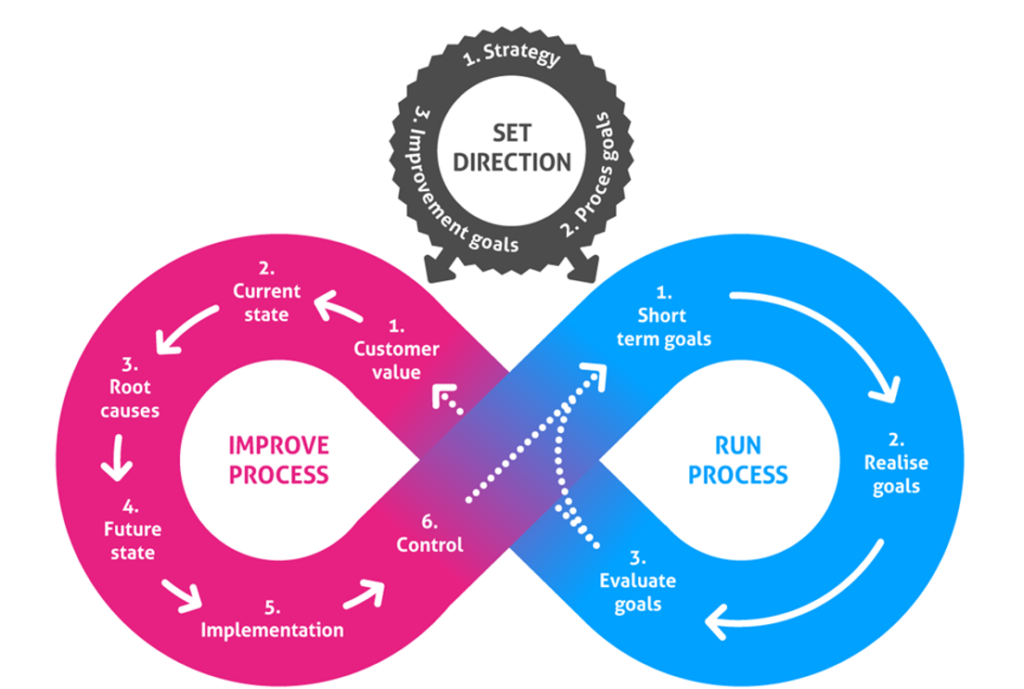 1. Strategy
2. Proces goals
3. Improvement goals
SET
DIRECTION
1.
Customer
value
2.
Current
state
3.
Root
causes
4.
Future
state
5.
Implementation
6.
Control
IMPROVE
PROCESS
1.
Short
term goals
2.
Realise
goals
3.
Evaluate
goals
RUN
PROCESS